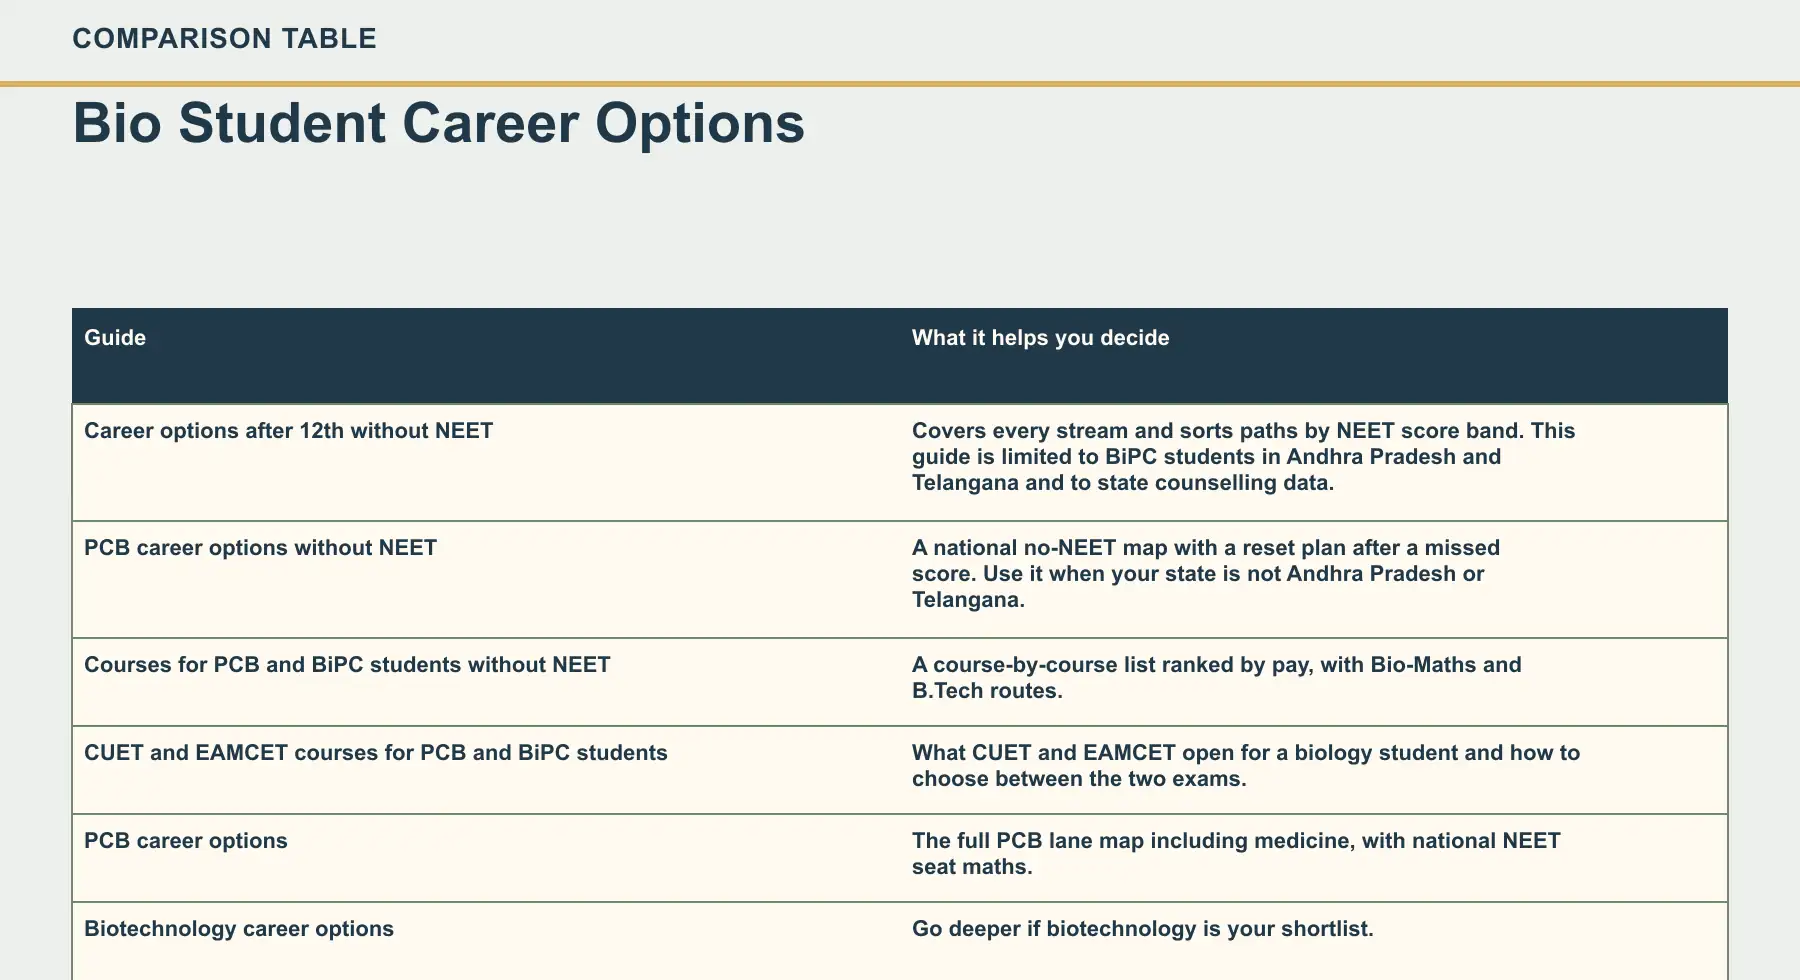 COMPARISON TABLE
Bio Student Career Options
Guide
What it helps you decide
Career options after 12th without NEET
Covers every stream and sorts paths by NEET score band. This
guide is limited to BiPC students in Andhra Pradesh and
Telangana and to state counselling data.
PCB career options without NEET
A national no-NEET map with a reset plan after a missed
score. Use it when your state is not Andhra Pradesh or
Telangana.
Courses for PCB and BiPC students without NEET
A course-by-course list ranked by pay, with Bio-Maths and
B.Tech routes.
CUET and EAMCET courses for PCB and BiPC students
What CUET and EAMCET open for a biology student and how to
choose between the two exams.
PCB career options
The full PCB lane map including medicine, with national NEET
seat maths.
Biotechnology career options
Go deeper if biotechnology is your shortlist.